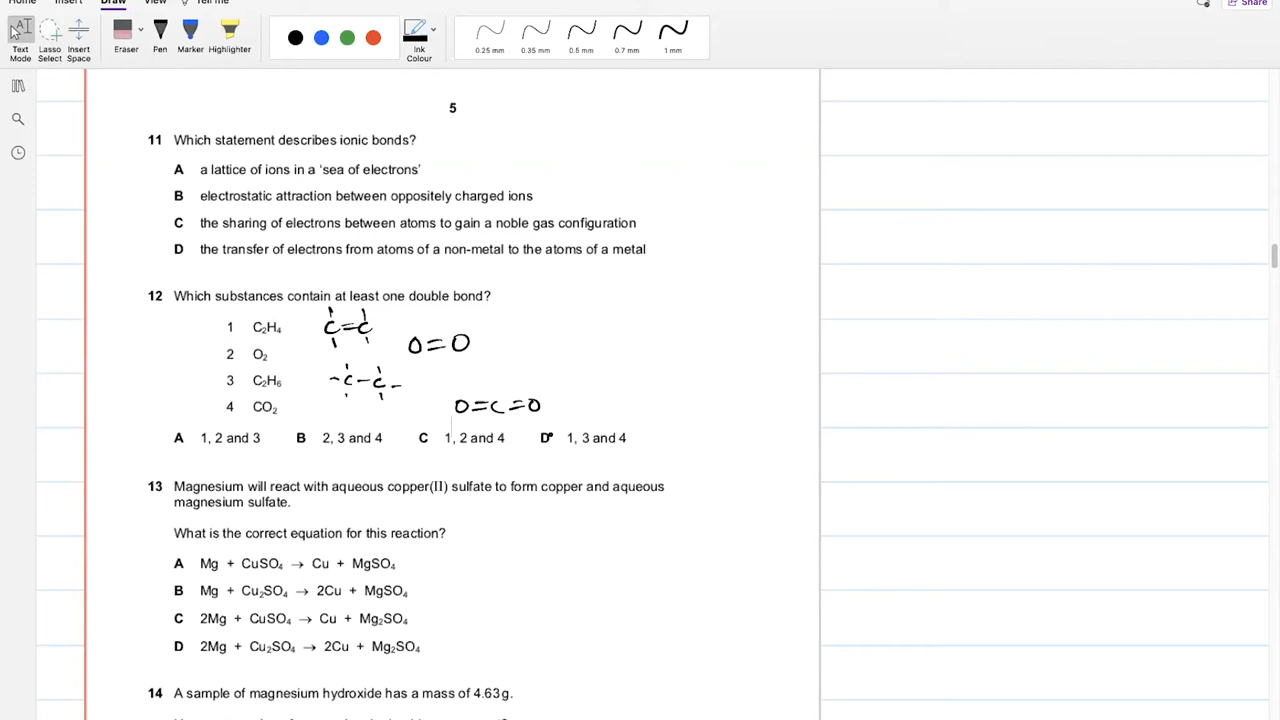 Insert Draw View Tell me
Share
Text Mode
Lasso Select
Insert Space
Eraser
Pen
Marker
Highlighter
Ink Colour
0.25 mm
0.35 mm
0.5 mm
0.7 mm
1 mm
5
11 Which statement describes ionic bonds?
A a lattice of ions in a ‘sea of electrons’
B electrostatic attraction between oppositely charged ions
C the sharing of electrons between atoms to gain a noble gas configuration
D the transfer of electrons from atoms of a non-metal to the atoms of a metal
12 Which substances contain at least one double bond?
1 C₂H₄ C=C
2 O₂ O=O
3 C₂H₆ -C-C-
4 CO₂ O=C=O
A 1, 2 and 3 B 2, 3 and 4 C 1, 2 and 4 D 1, 3 and 4
13 Magnesium will react with aqueous copper(II) sulfate to form copper and aqueous
magnesium sulfate.
What is the correct equation for this reaction?
A Mg + CuSO₄ → Cu + MgSO₄
B Mg + Cu₂SO₄ → 2Cu + MgSO₄
C 2Mg + CuSO₄ → Cu + Mg₂SO₄
D 2Mg + Cu₂SO₄ → 2Cu + Mg₂SO₄
14 A sample of magnesium hydroxide has a mass of 4.63 g.